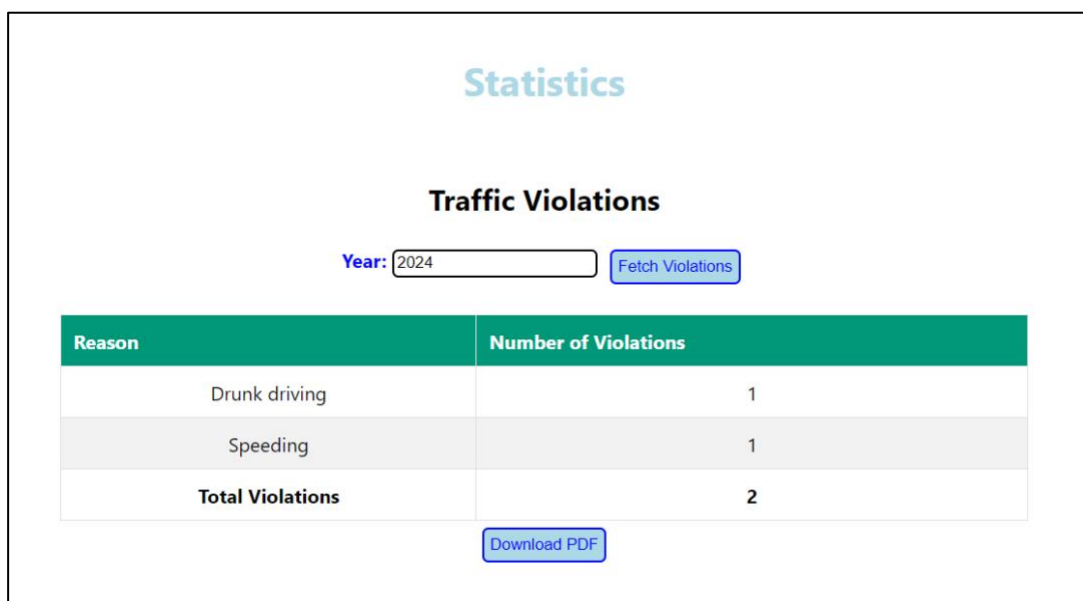 Statistics
Traffic Violations
Year: 2024 Fetch Violations
Reason Number of Violations
Drunk driving 1
Speeding 1
Total Violations 2
Download PDF